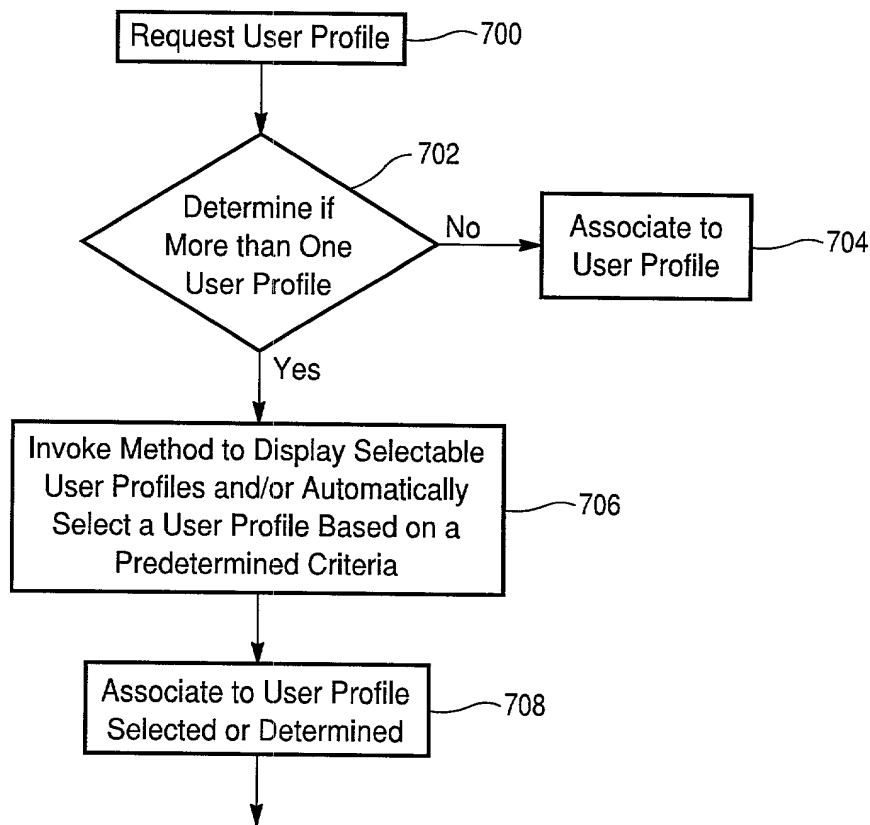 Request User Profile
700
702
Determine if
More than One
User Profile
No
Associate to
User Profile
704
Yes
Invoke Method to Display Selectable
User Profiles and/or Automatically
Select a User Profile Based on a
Predetermined Criteria
706
Associate to User Profile
Selected or Determined
708